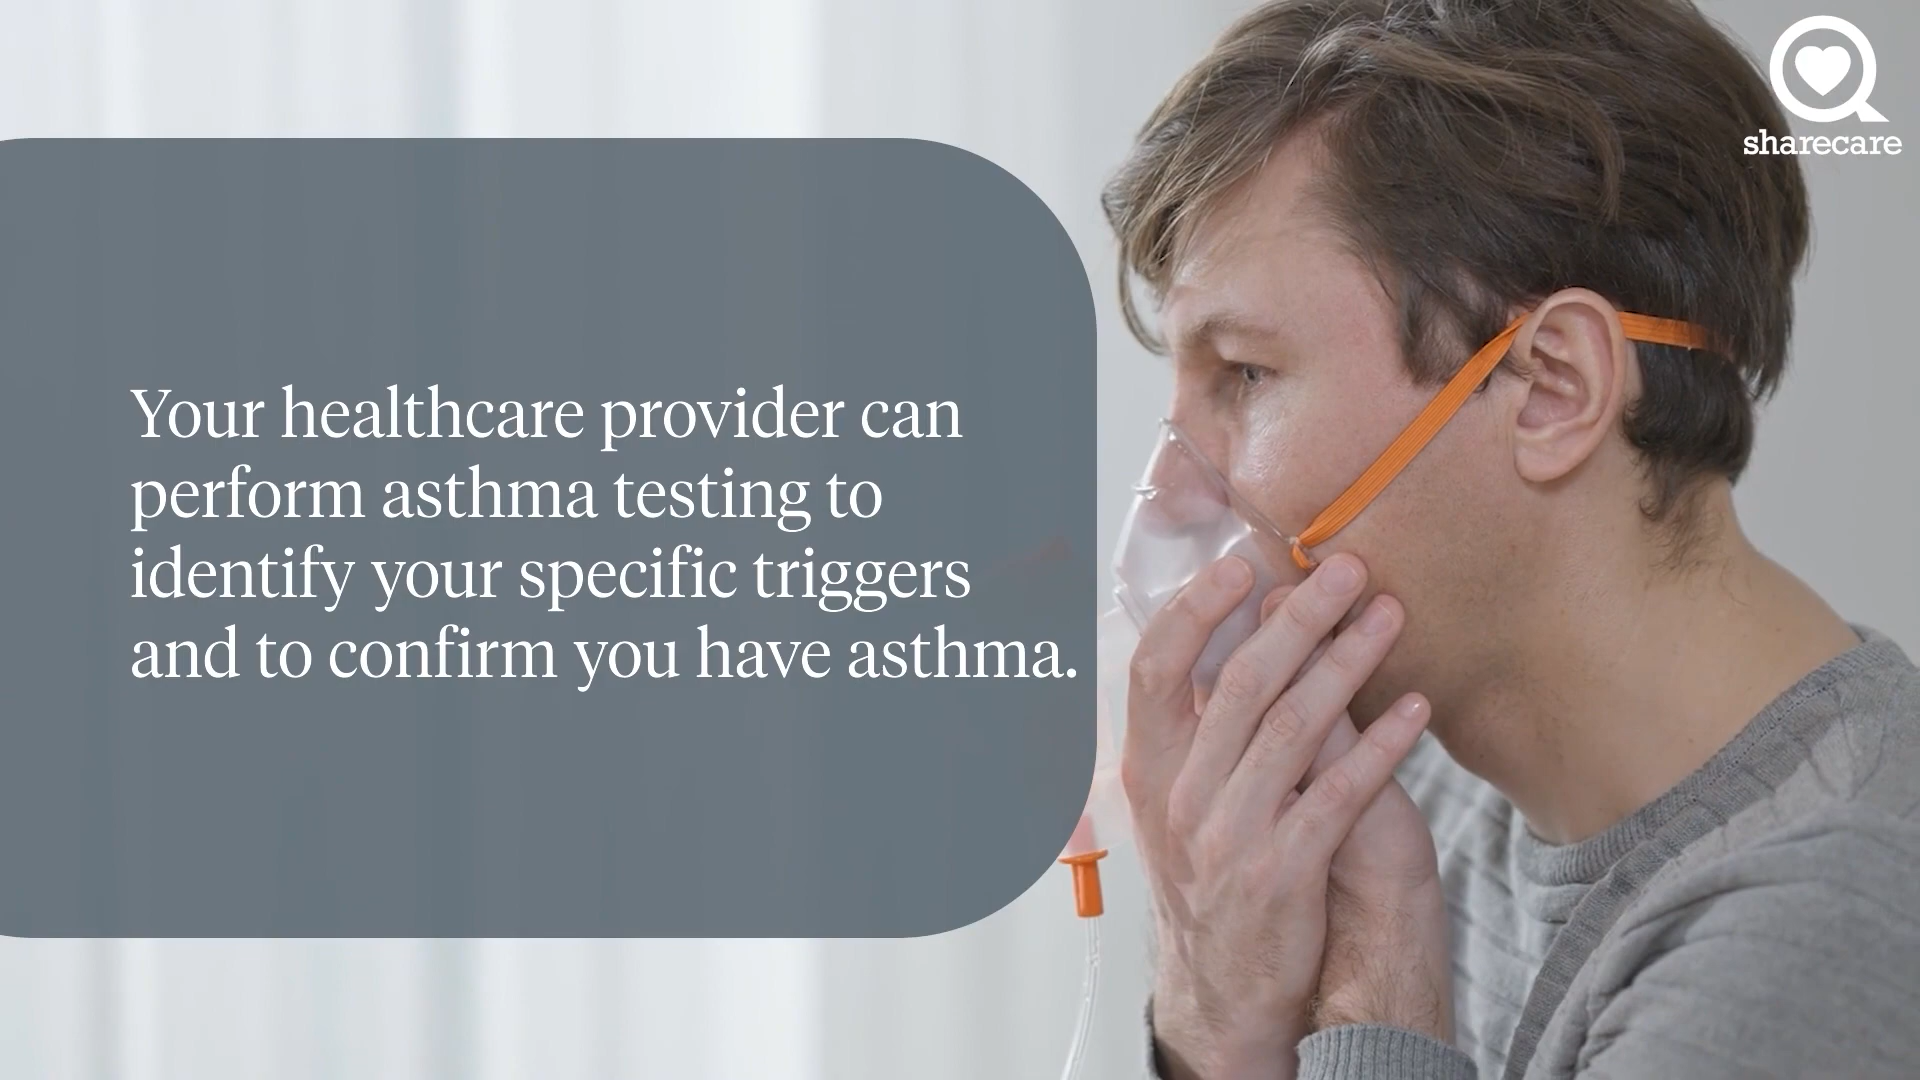 sharecare
Your healthcare provider can
perform asthma testing to
identify your specific triggers
and to confirm you have asthma.